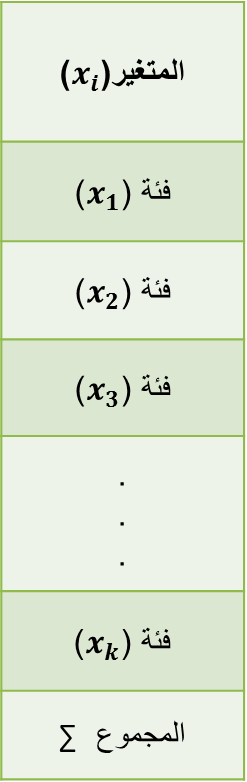 المتغير(xᵢ)
فئة (x₁)
فئة (x₂)
فئة (x₃)
.
.
.
فئة (xₖ)
المجموع ∑